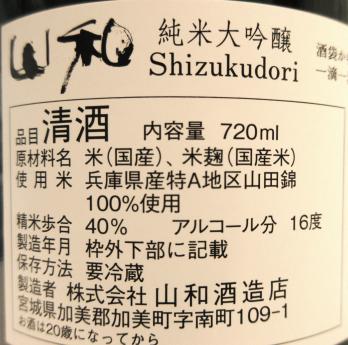 山和 純米大吟醸 酒袋か
Shizukudori 一滴一
品目 清酒 内容量 720ml
原材料名 米(国産)、米麹(国産米)
使用米 兵庫県産特A地区山田錦
100%使用
精米歩合 40% アルコール分 16度
製造年月 枠外下部に記載
保存方法 要冷蔵
製造者 株式会社 山和酒造店
宮城県加美郡加美町字南町109-1
お酒は20歳になってから